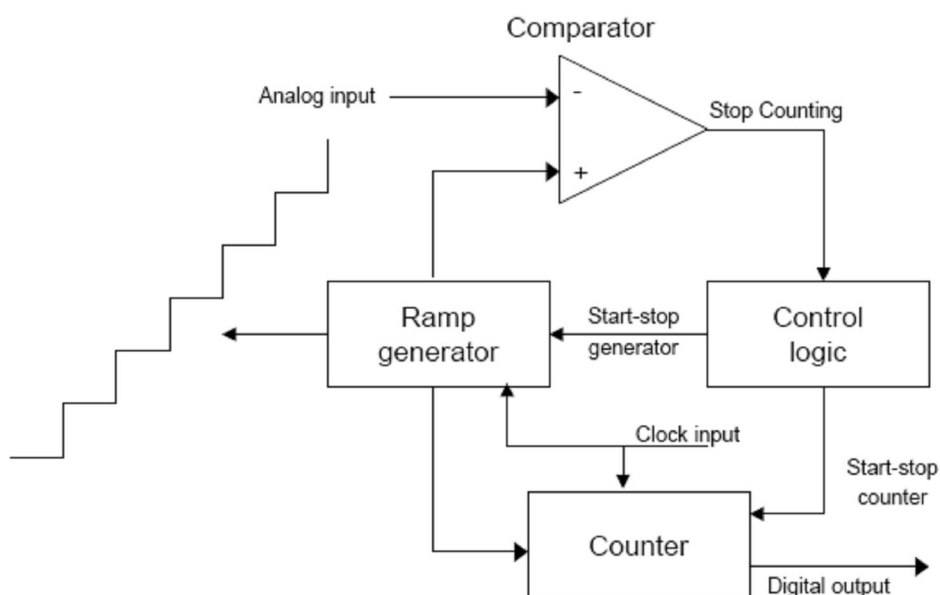 Comparator
Analog input
-
Stop Counting
+
Ramp
generator
Start-stop
generator
Control
logic
Clock input
Start-stop
counter
Counter
Digital output